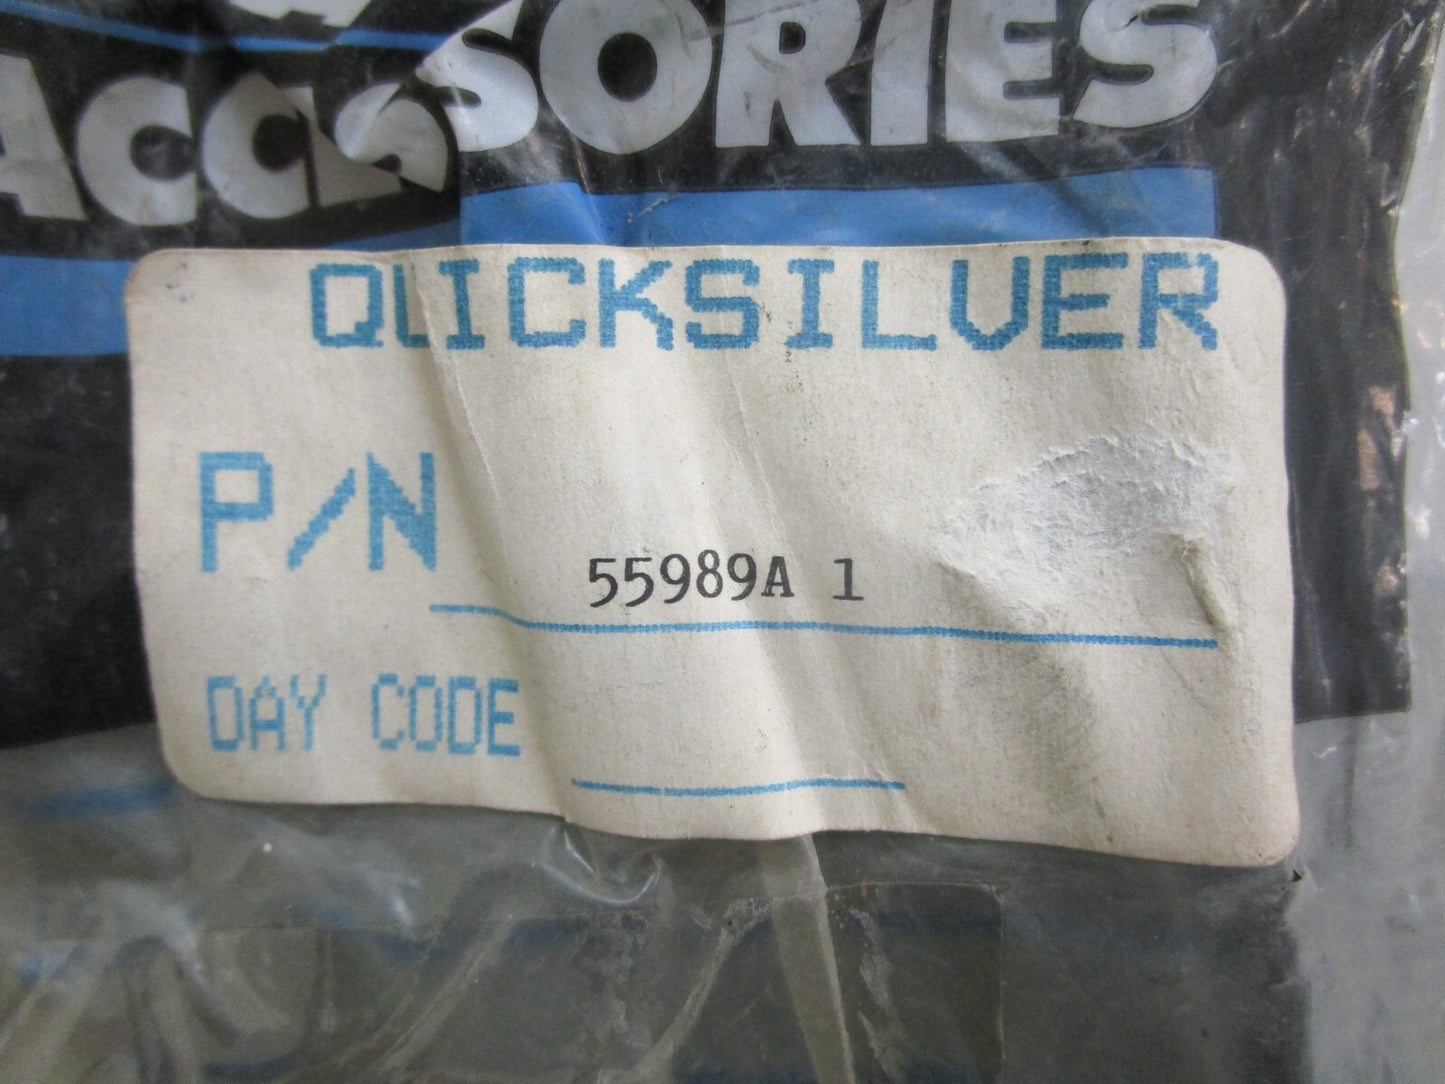 ACCESSORIES
QUICKSILVER
P/N 55989A 1
DAY CODE